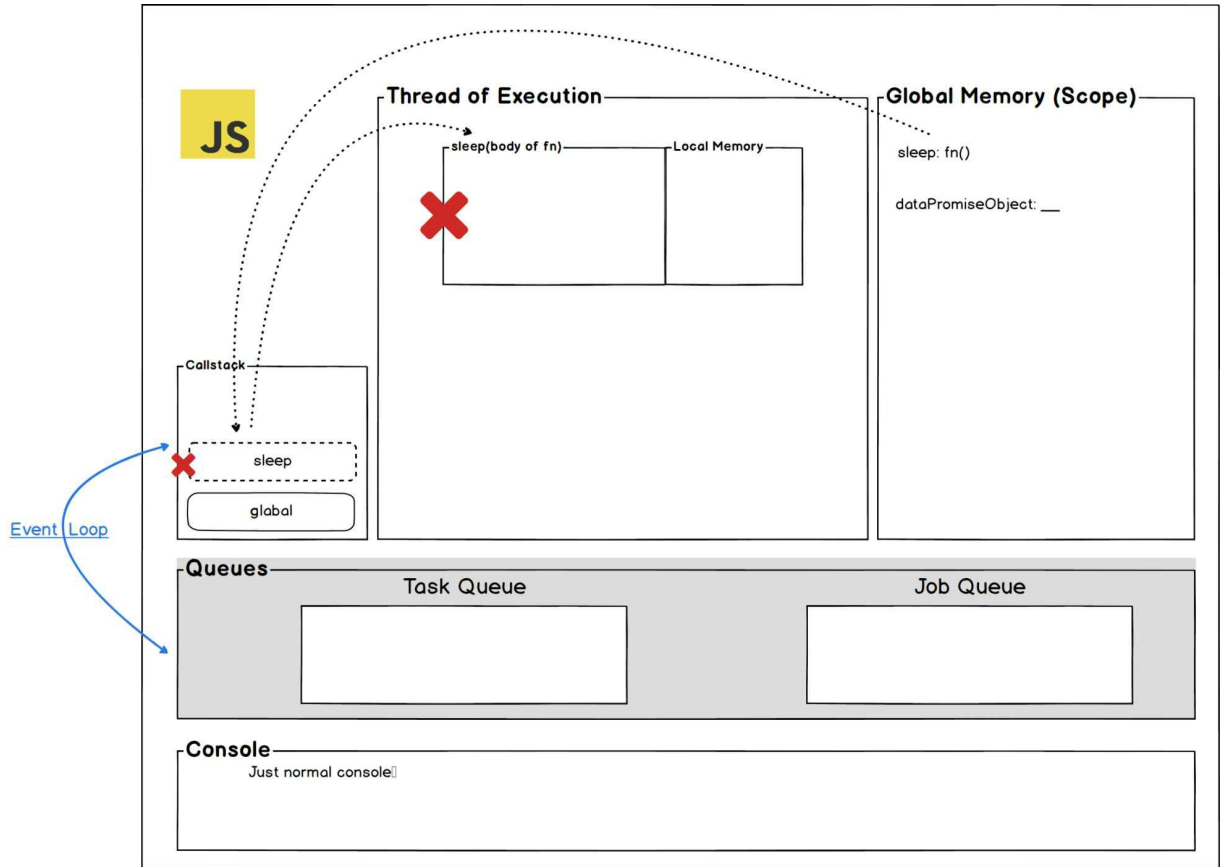 JS
Thread of Execution
sleep(body of fn)
Local Memory
Global Memory (Scope)
sleep: fn()
dataPromiseObject: __
Callstack
sleep
glabal
Event Loop
Queues
Task Queue
Job Queue
Console
Just normal console▯